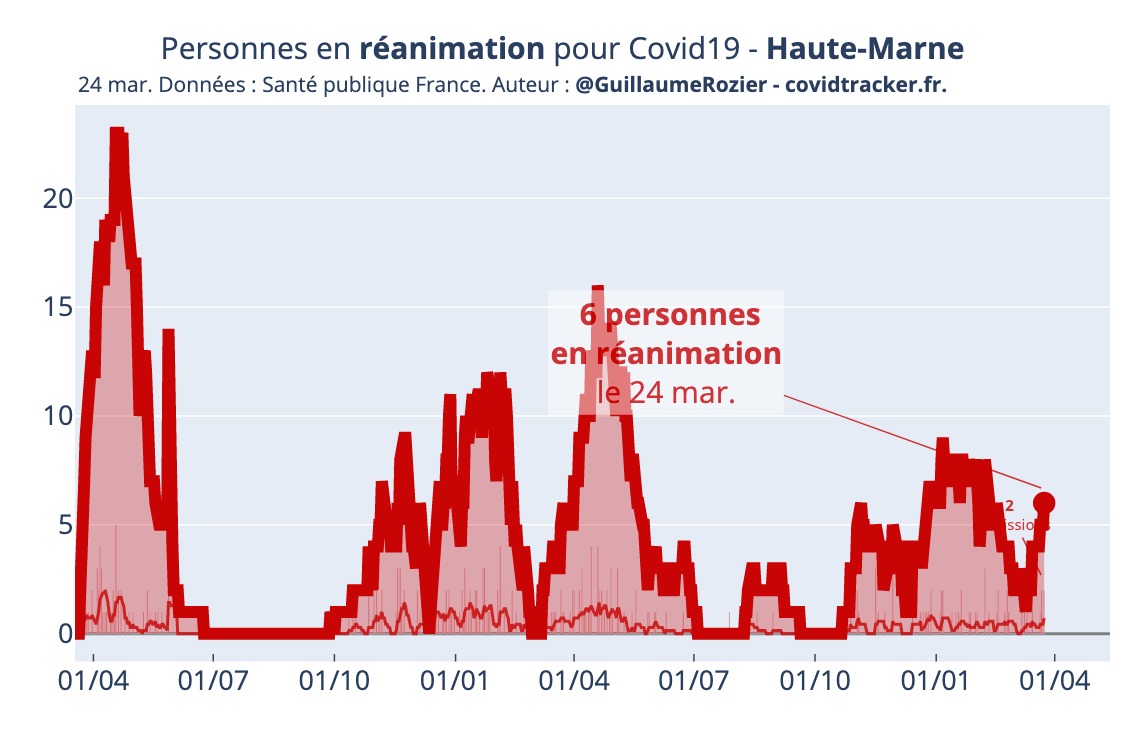 Personnes en réanimation pour Covid19 - Haute-Marne
24 mar. Données : Santé publique France. Auteur : @GuillaumeRozier - covidtracker.fr.
20
15
10
5
0
6 personnes
en réanimation
le 24 mar.
2
01/04 01/07 01/10 01/01 01/04 01/07 01/10 01/01 01/04